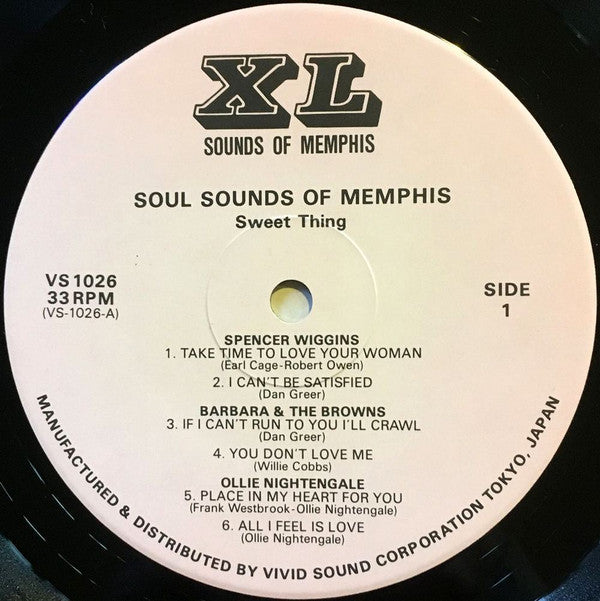 XL
SOUNDS OF MEMPHIS
SOUL SOUNDS OF MEMPHIS
Sweet Thing
VS 1026
33 RPM
(VS-1026-A)
SIDE
1
SPENCER WIGGINS
1. TAKE TIME TO LOVE YOUR WOMAN
(Earl Cage-Robert Owen)
2. I CAN'T BE SATISFIED
(Dan Greer)
BARBARA & THE BROWNS
3. IF I CAN'T RUN TO YOU I'LL CRAWL
(Dan Greer)
4. YOU DON'T LOVE ME
(Willie Cobbs)
OLLIE NIGHTENGALE
5. PLACE IN MY HEART FOR YOU
(Frank Westbrook-Ollie Nightengale)
6. ALL I FEEL IS LOVE
(Ollie Nightengale)
MANUFACTURED & DISTRIBUTED BY VIVID SOUND CORPORATION TOKYO, JAPAN